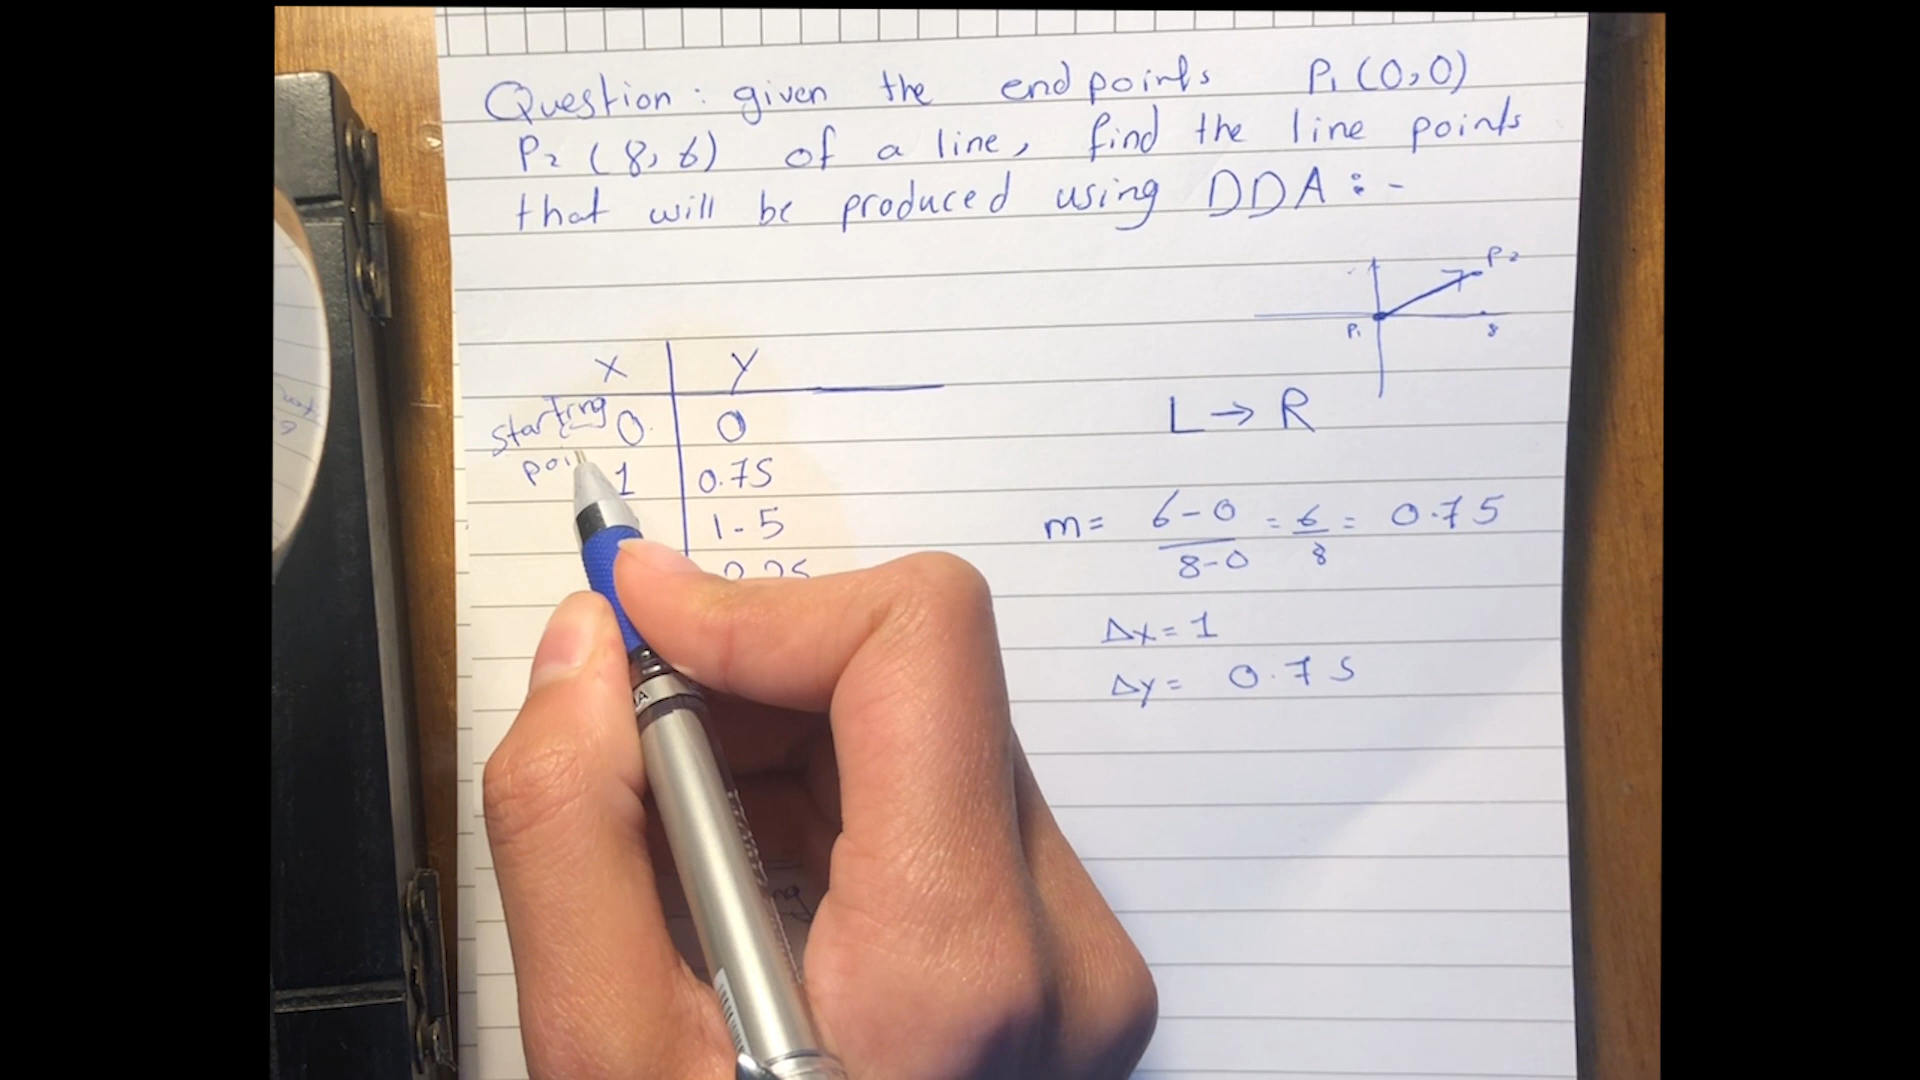 Question: given the end points P1 (0,0)
P2 (8,6) of a line, find the line points
that will be produced using DDA :-
P2
P1
8
X Y
starting 0 0
1 0.75
1-5
L → R
m= 6-0/8-0 = 6/8 = 0.75
Δx= 1
Δy= 0.75